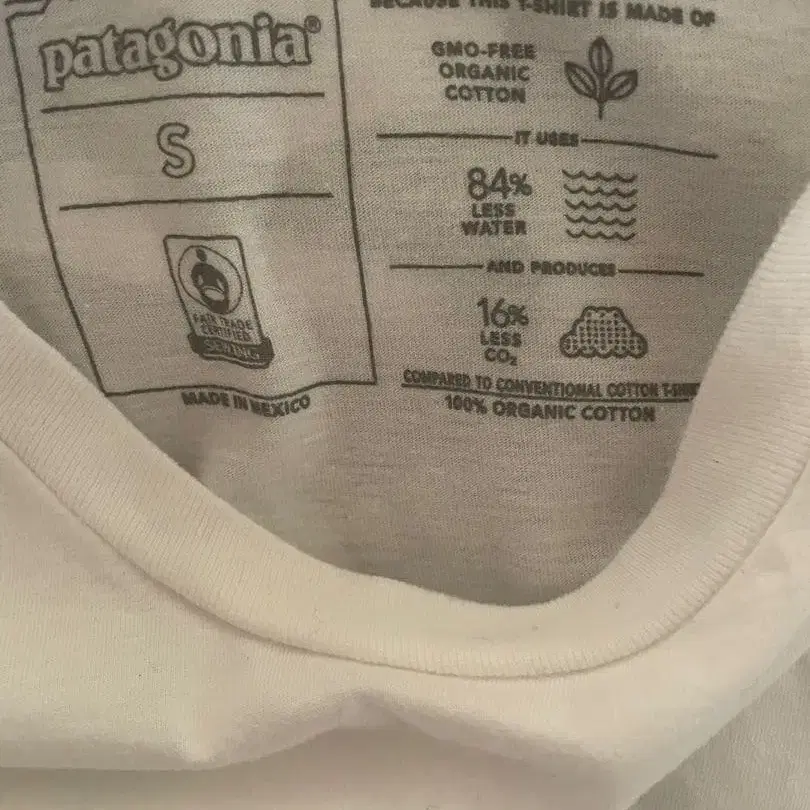 patagonia®
S
FAIR TRADE
CERTIFIED
SEWING
MADE IN MEXICO
BECAUSE THIS T-SHIRT IS MADE OF
GMO-FREE
ORGANIC
COTTON
IT USES
84%
LESS
WATER
AND PRODUCES
16%
LESS
CO₂
COMPARED TO CONVENTIONAL COTTON T-SHIRT
100% ORGANIC COTTON